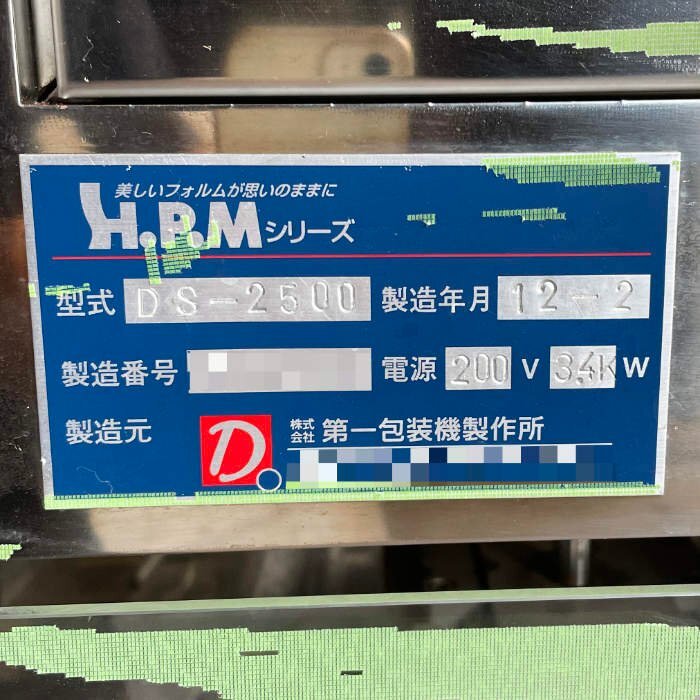 美しいフォルムが思いのままに
H.P.Mシリーズ
型式 DS-2500 製造年月 12-2
製造番号 電源 200 V 3.4K W
製造元 D 株式会社 第一包装機製作所